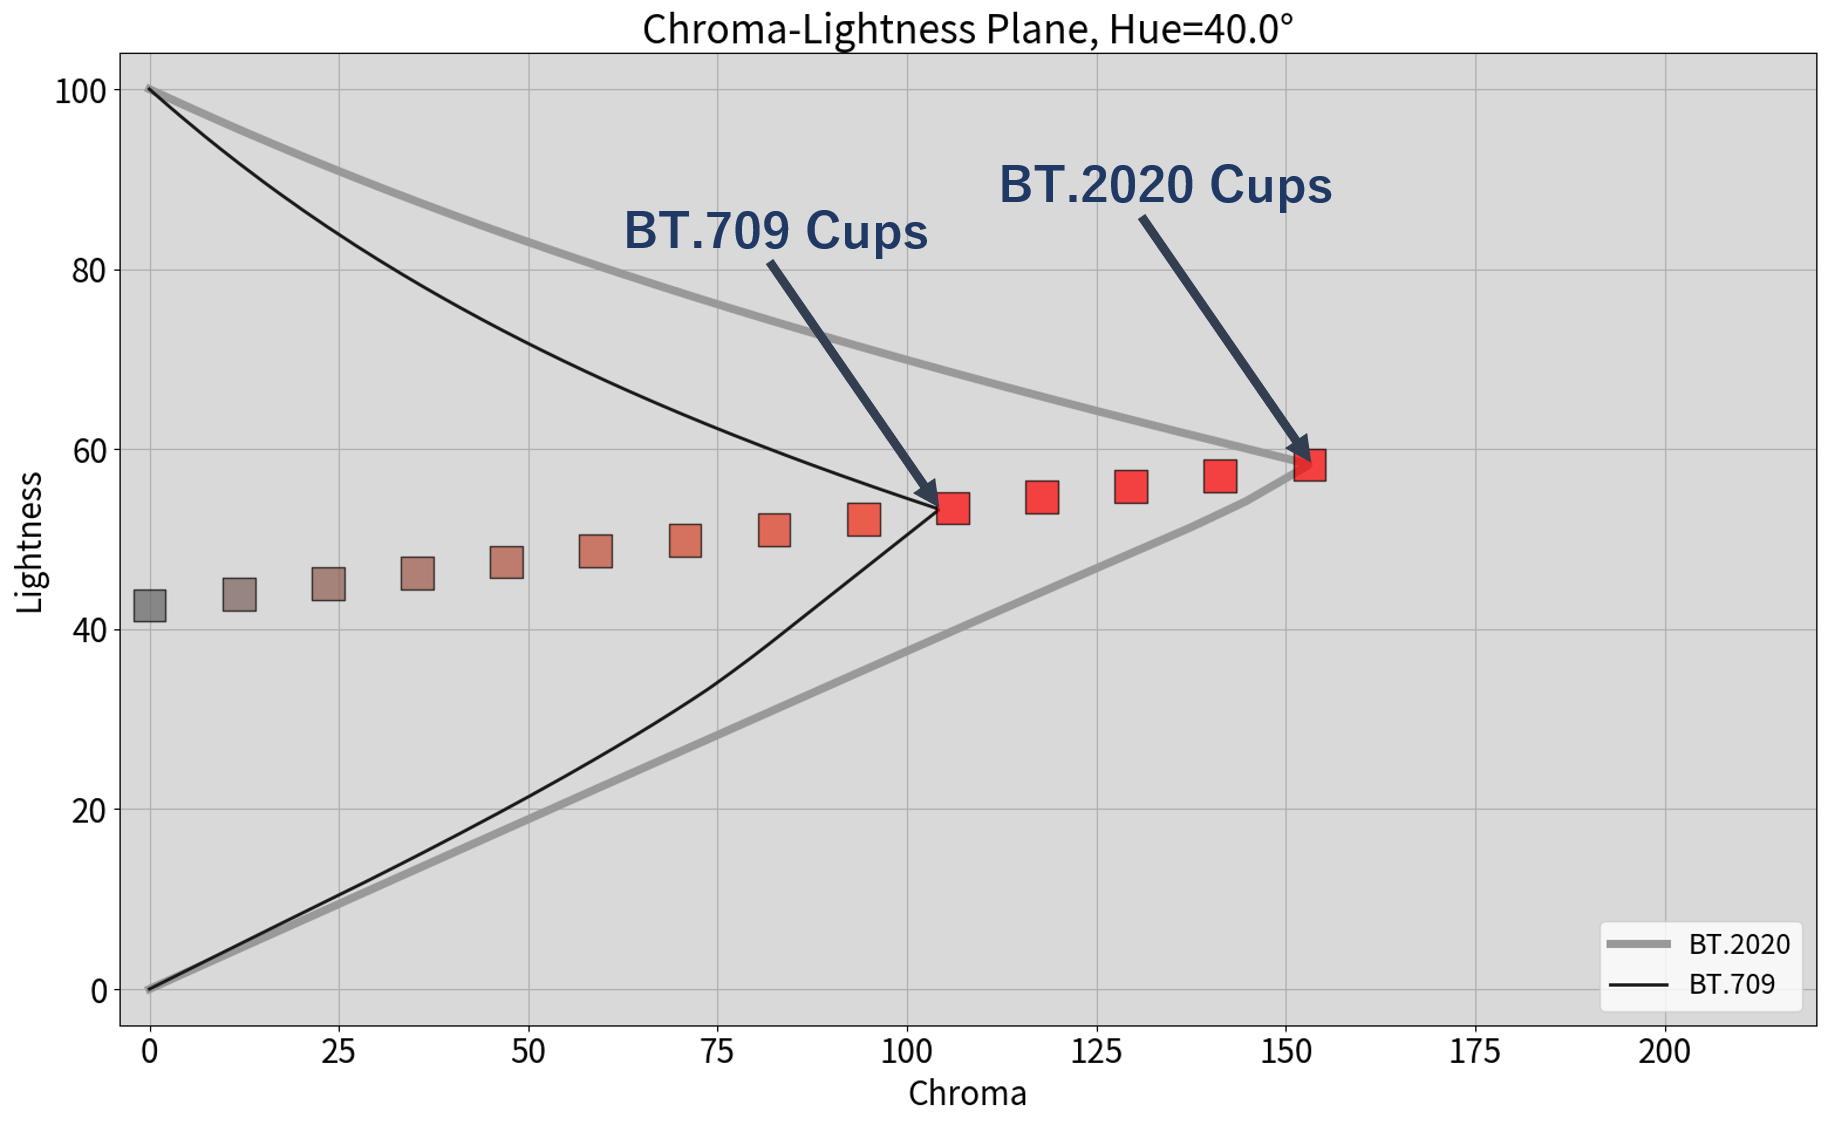 Chroma-Lightness Plane, Hue=40.0°
BT.2020 Cups
BT.709 Cups
Lightness
100
80
60
40
20
0
0 25 50 75 100 125 150 175 200
Chroma
BT.2020
BT.709